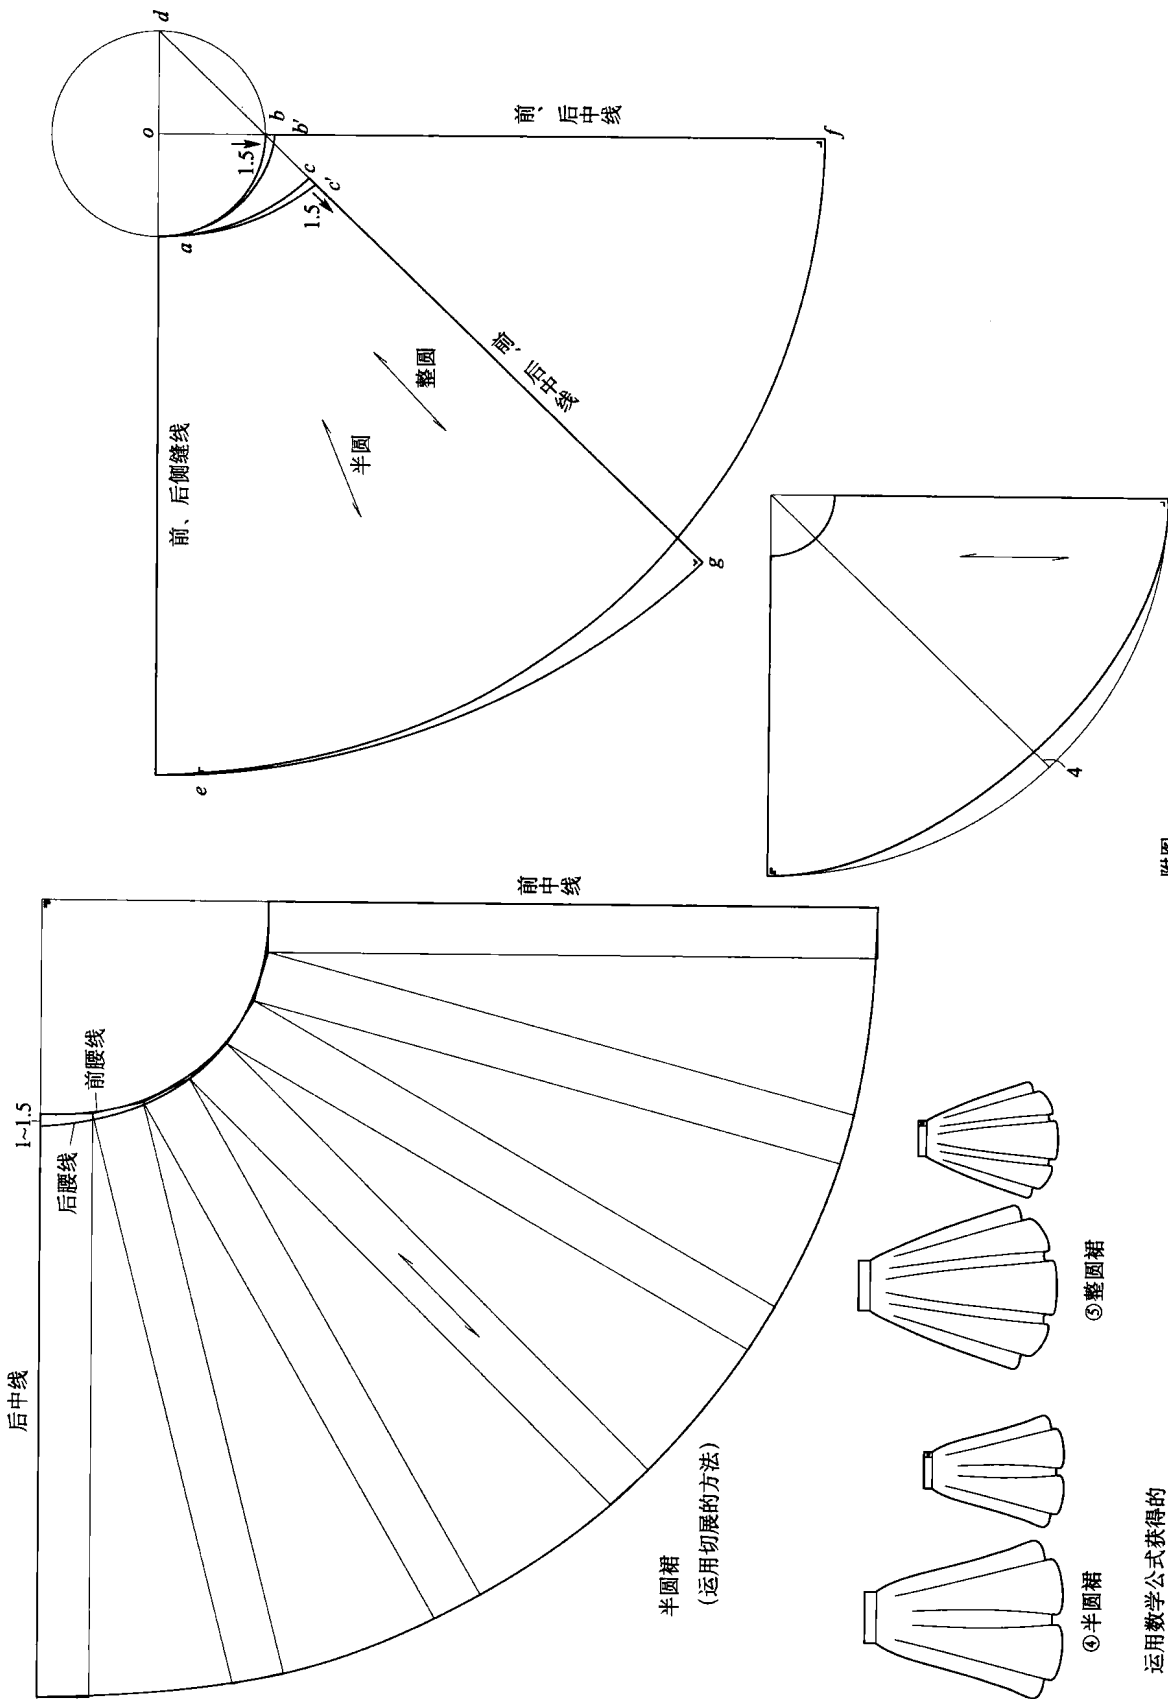 后中线
1~1.5
后腰线
前腰线
前中线
半圆裙
(运用切展的方法)
④半圆裙
⑤整圆裙
运用数学公式获得的
d
o
b
b'
1.5
a
c
c'
1.5
前、后中线
前、后侧缝线
整圆
半圆
前、后中线
e
f
g
4